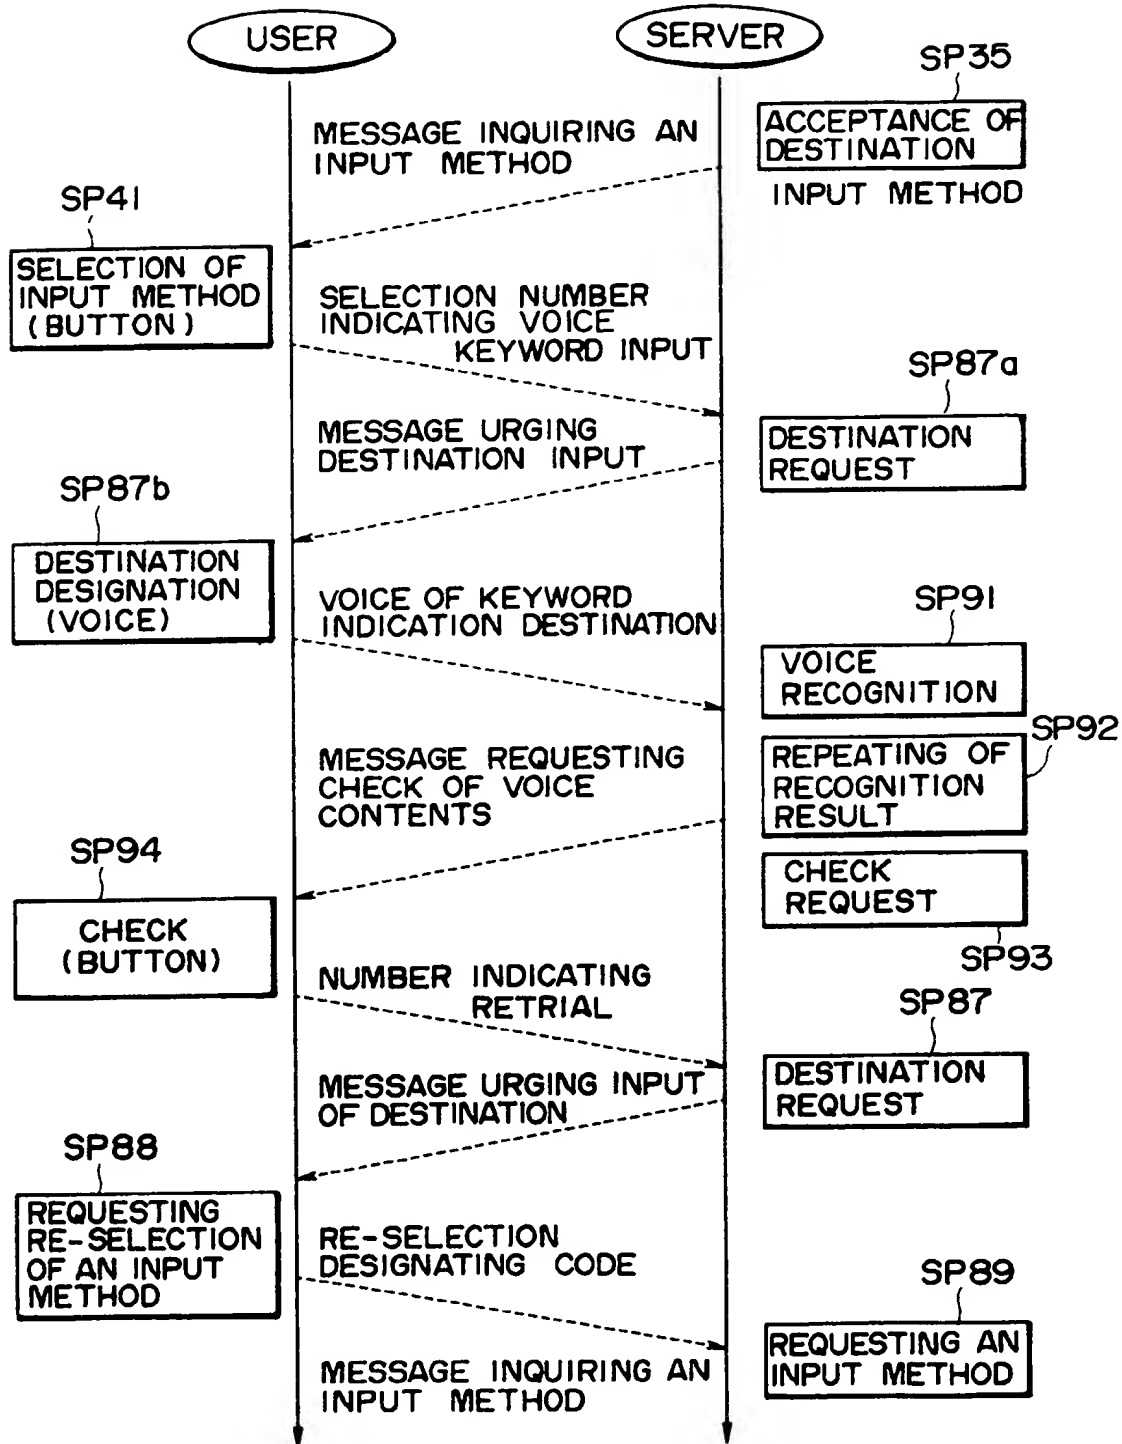 USER
SERVER
SP35
MESSAGE INQUIRING AN
INPUT METHOD
ACCEPTANCE OF
DESTINATION
INPUT METHOD
SP41
SELECTION OF
INPUT METHOD
(BUTTON)
SELECTION NUMBER
INDICATING VOICE
KEYWORD INPUT
SP87a
MESSAGE URGING
DESTINATION INPUT
DESTINATION
REQUEST
SP87b
DESTINATION
DESIGNATION
(VOICE)
VOICE OF KEYWORD
INDICATION DESTINATION
SP91
VOICE
RECOGNITION
SP92
MESSAGE REQUESTING
CHECK OF VOICE
CONTENTS
REPEATING OF
RECOGNITION
RESULT
SP94
CHECK
REQUEST
SP93
CHECK
(BUTTON)
NUMBER INDICATING
RETRIAL
SP87
MESSAGE URGING INPUT
OF DESTINATION
DESTINATION
REQUEST
SP88
REQUESTING
RE-SELECTION
OF AN INPUT
METHOD
RE-SELECTION
DESIGNATING CODE
SP89
REQUESTING AN
INPUT METHOD
MESSAGE INQUIRING AN
INPUT METHOD